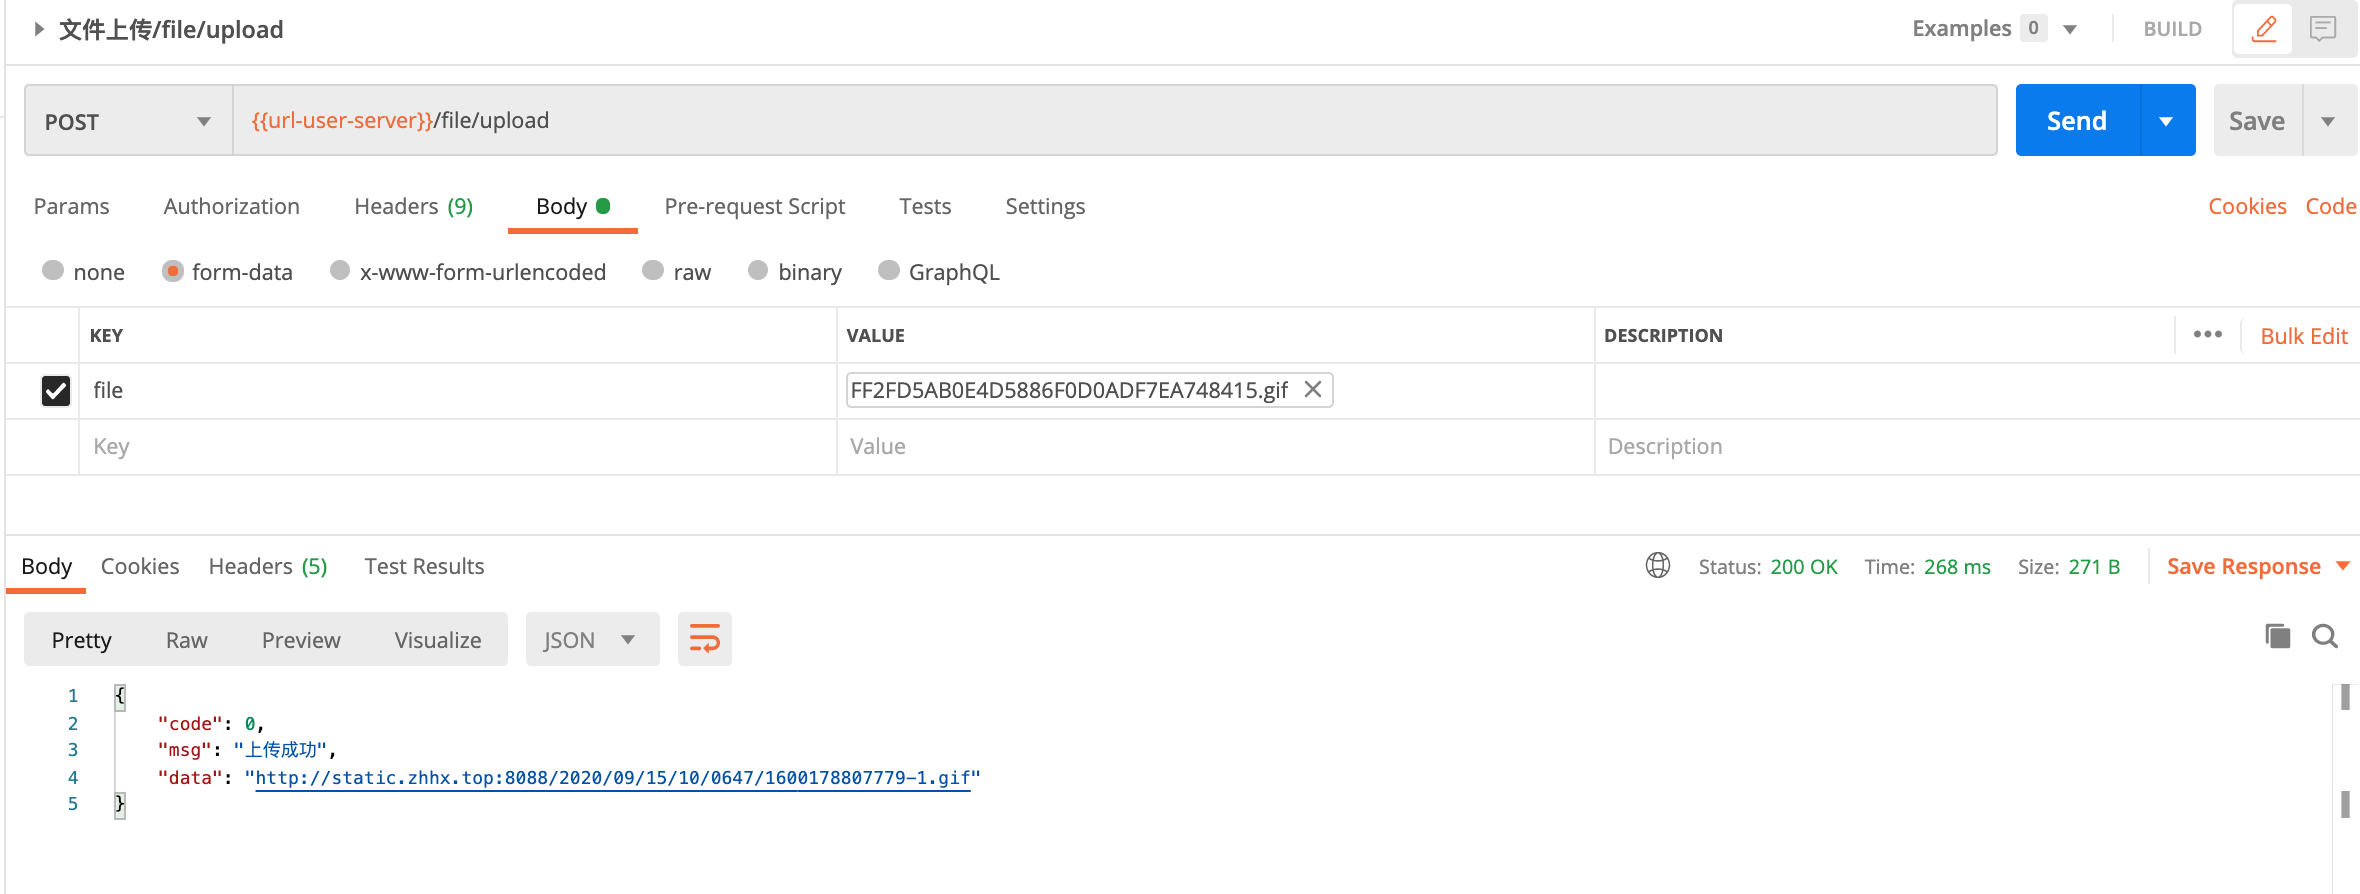 文件上传/file/upload
Examples 0 BUILD
POST {{url-user-server}}/file/upload Send Save
Params Authorization Headers (9) Body Pre-request Script Tests Settings Cookies Code
none form-data x-www-form-urlencoded raw binary GraphQL
KEY VALUE DESCRIPTION ••• Bulk Edit
file FF2FD5AB0E4D5886F0D0ADF7EA748415.gif
Key Value Description
Body Cookies Headers (5) Test Results Status: 200 OK Time: 268 ms Size: 271 B Save Response
Pretty Raw Preview Visualize JSON
1 {
2 "code": 0,
3 "msg": "上传成功",
4 "data": "http://static.zhhx.top:8088/2020/09/15/10/0647/1600178807779-1.gif"
5 }